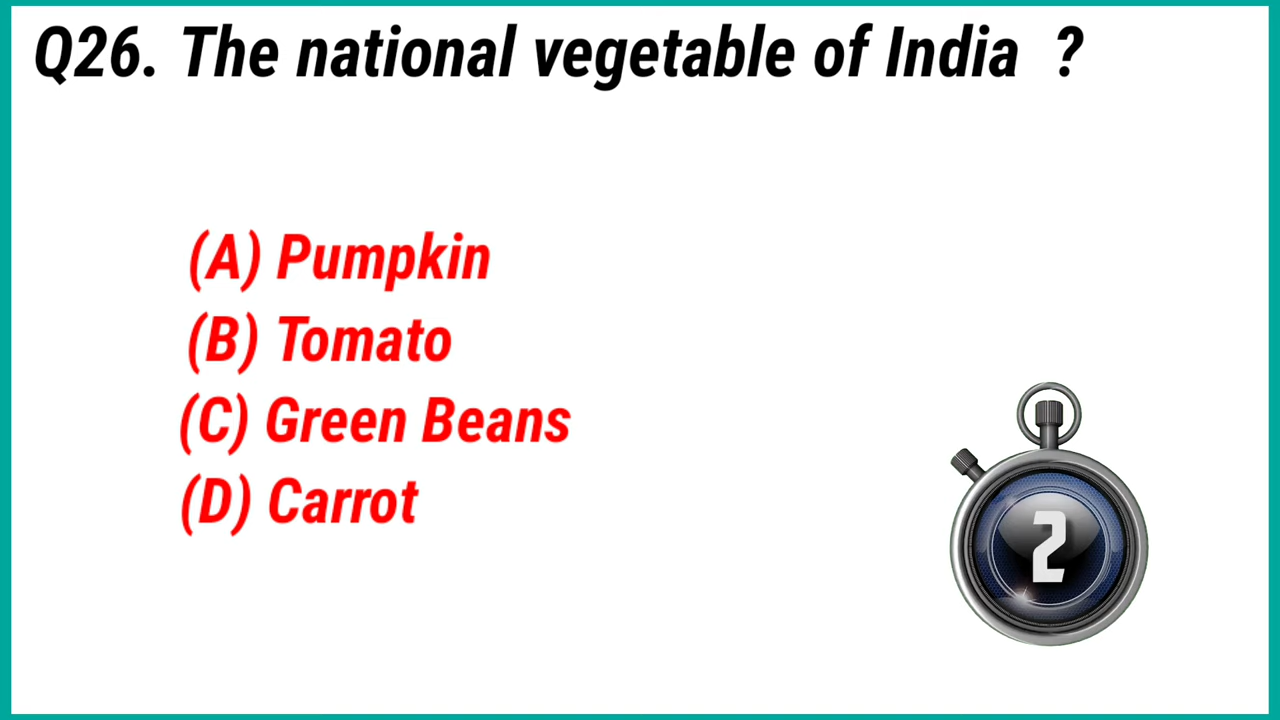 Q26. The national vegetable of India ?
(A) Pumpkin
(B) Tomato
(C) Green Beans
(D) Carrot
2